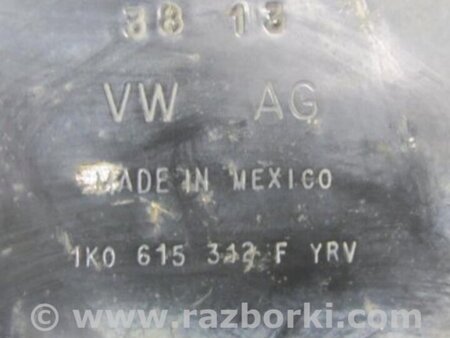 38 13
VW AG
MADE IN MEXICO
1K0 615 312 F YRV
© www.razborki.com